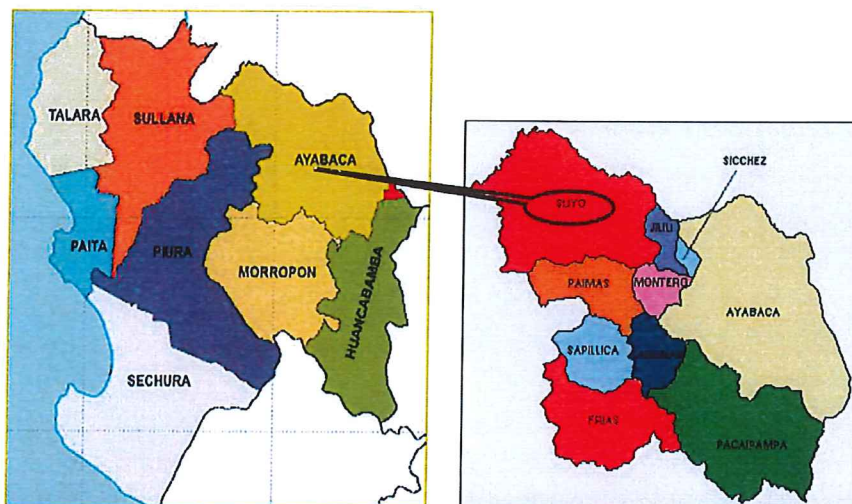 TALARA
SULLANA
AYABACA
PAITA
PIURA
MORROPON
HUANCABAMBA
SECHURA
SICCHEZ
SUYO
JILILI
PAIMAS
MONTERO
AYABACA
SAPILLICA
FRIAS
PACAIPAMPA